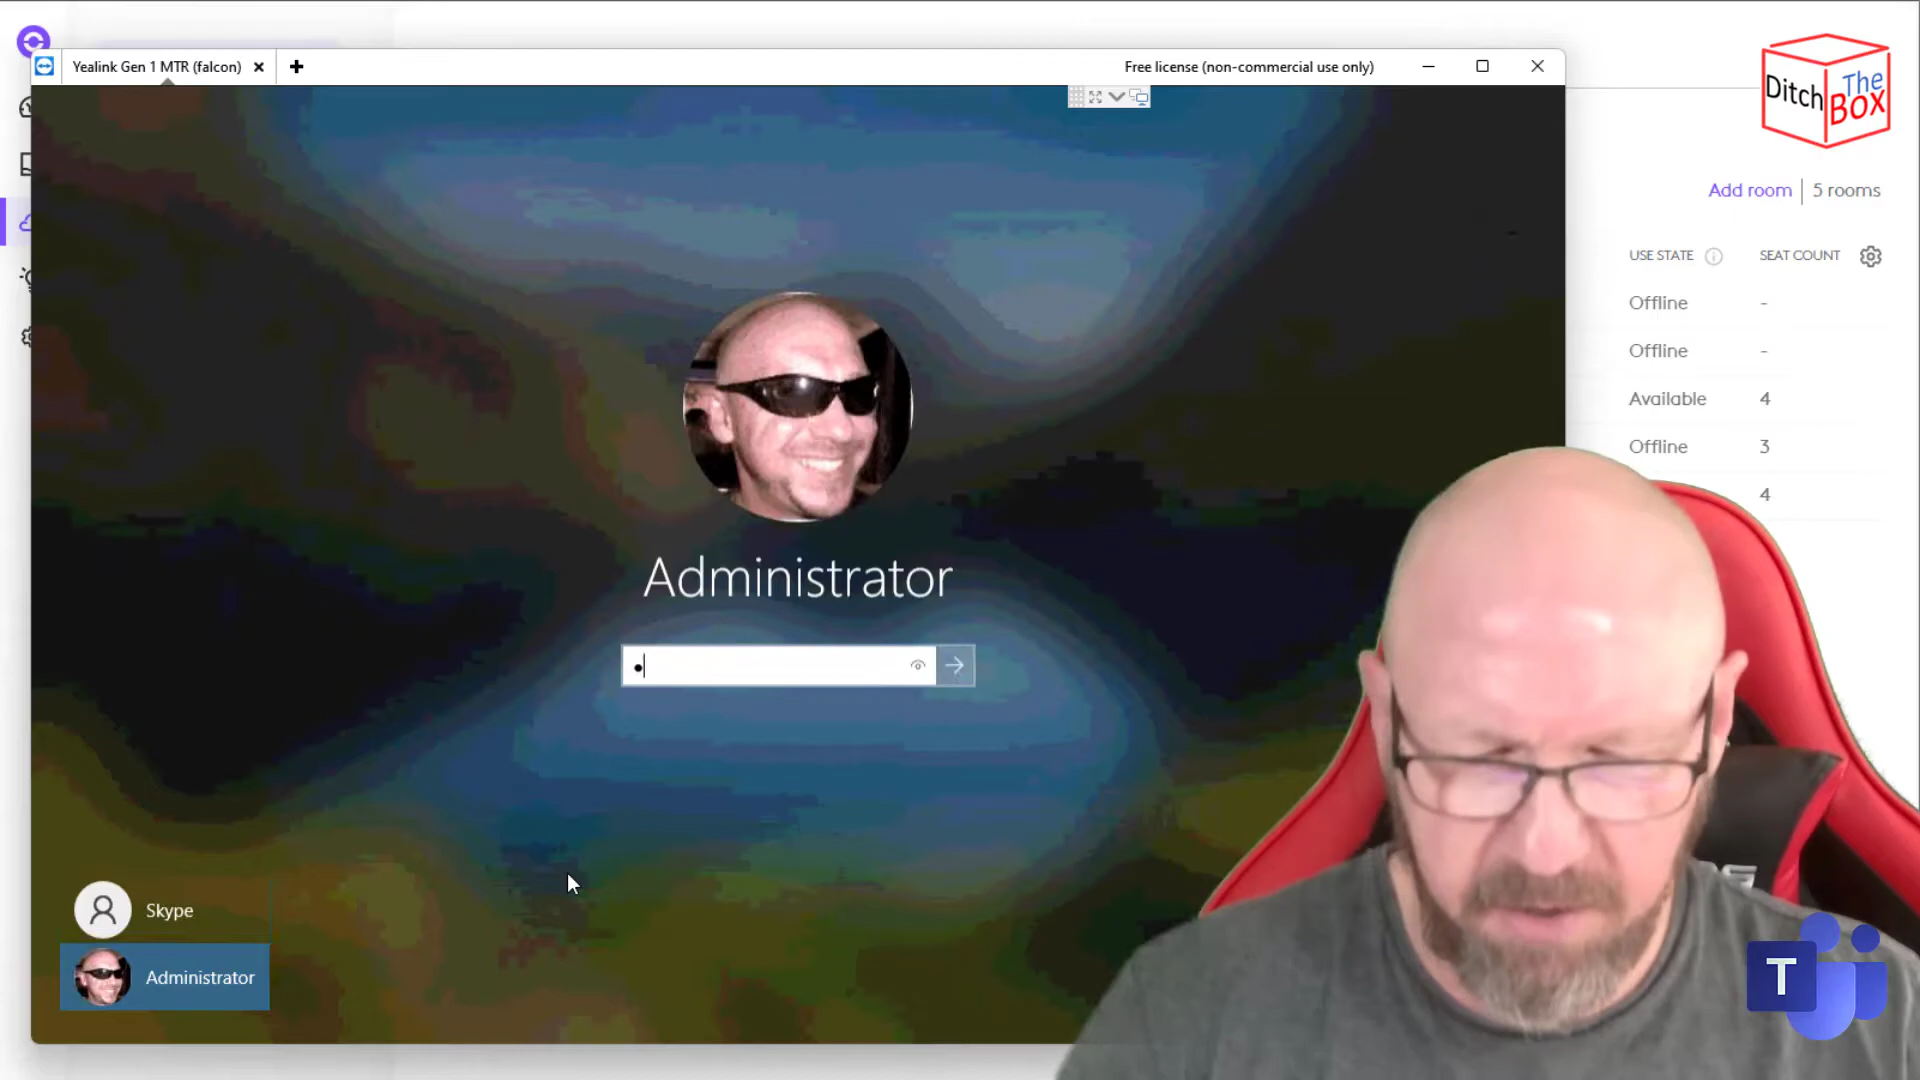 Yealink Gen 1 MTR (falcon)
Free license (non-commercial use only)
Ditch The BOX
Add room | 5 rooms
USE STATE SEAT COUNT
Offline -
Offline -
Available 4
Offline 3
4
Administrator
Skype
Administrator
T